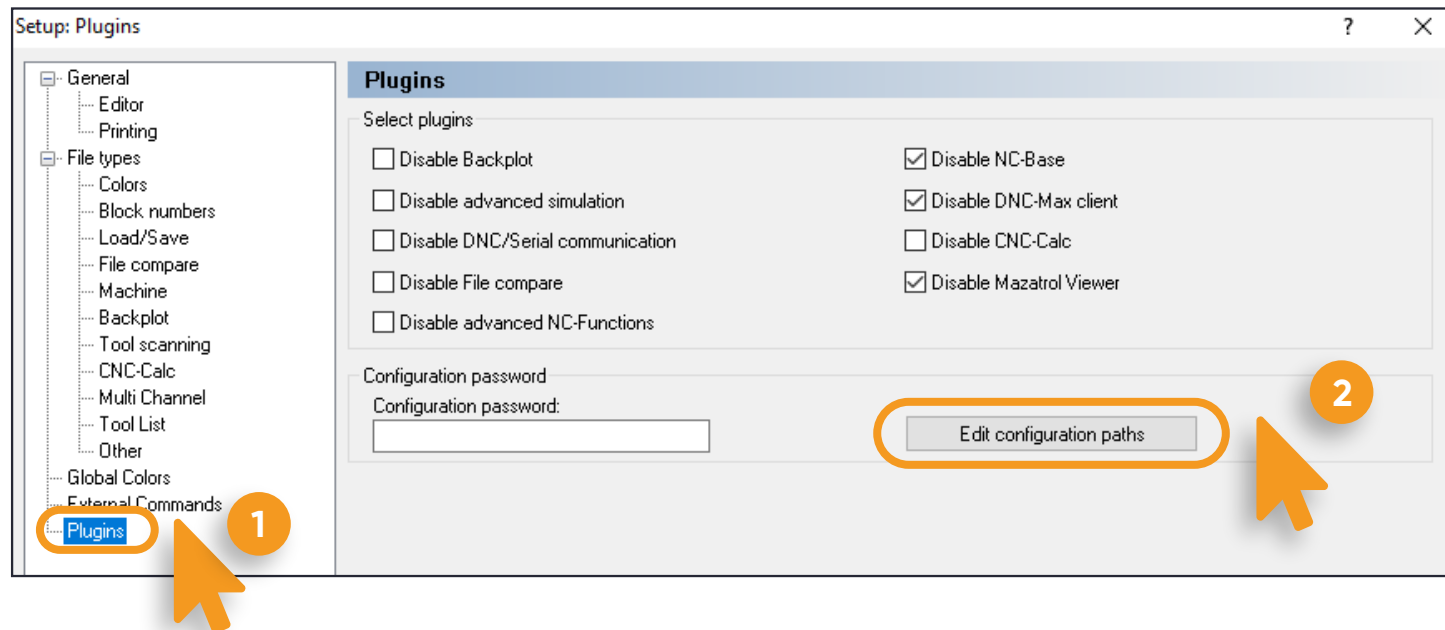 Setup: Plugins
?
General
Editor
Printing
File types
Colors
Block numbers
Load/Save
File compare
Machine
Backplot
Tool scanning
CNC-Calc
Multi Channel
Tool List
Other
Global Colors
External Commands
Plugins
1
Plugins
Select plugins
Disable Backplot
Disable NC-Base
Disable advanced simulation
Disable DNC-Max client
Disable DNC/Serial communication
Disable CNC-Calc
Disable File compare
Disable Mazatrol Viewer
Disable advanced NC-Functions
Configuration password
Configuration password:
Edit configuration paths
2